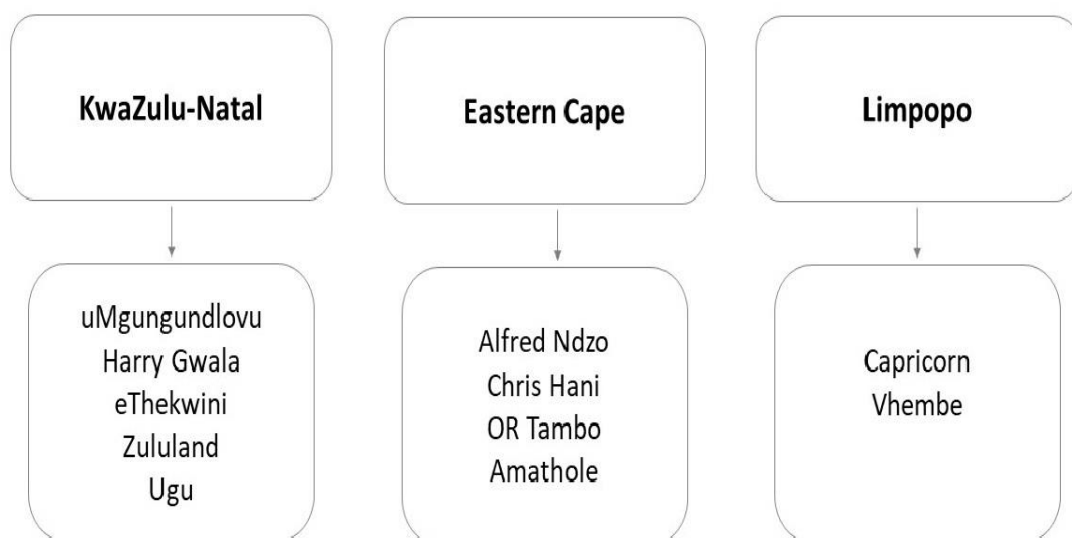 KwaZulu-Natal
uMgungundlovu
Harry Gwala
eThekwini
Zululand
Ugu
Eastern Cape
Alfred Ndzo
Chris Hani
OR Tambo
Amathole
Limpopo
Capricorn
Vhembe